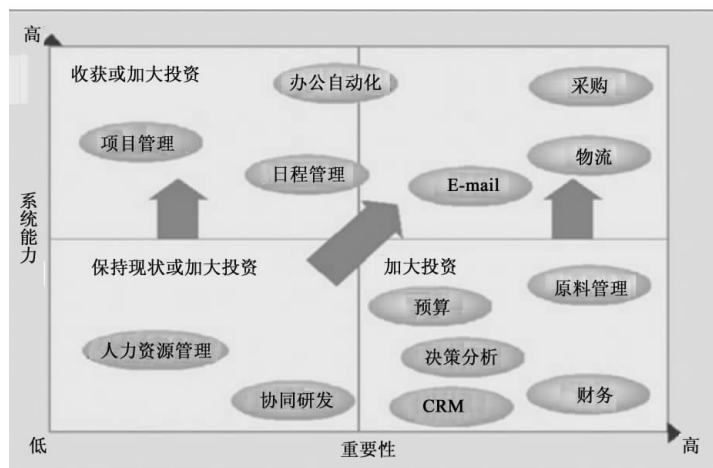 高
收获或加大投资
办公自动化
采购
项目管理
日程管理
物流
E-mail
系统能力
保持现状或加大投资
加大投资
原料管理
预算
人力资源管理
决策分析
协同研发
CRM
财务
低
重要性
高